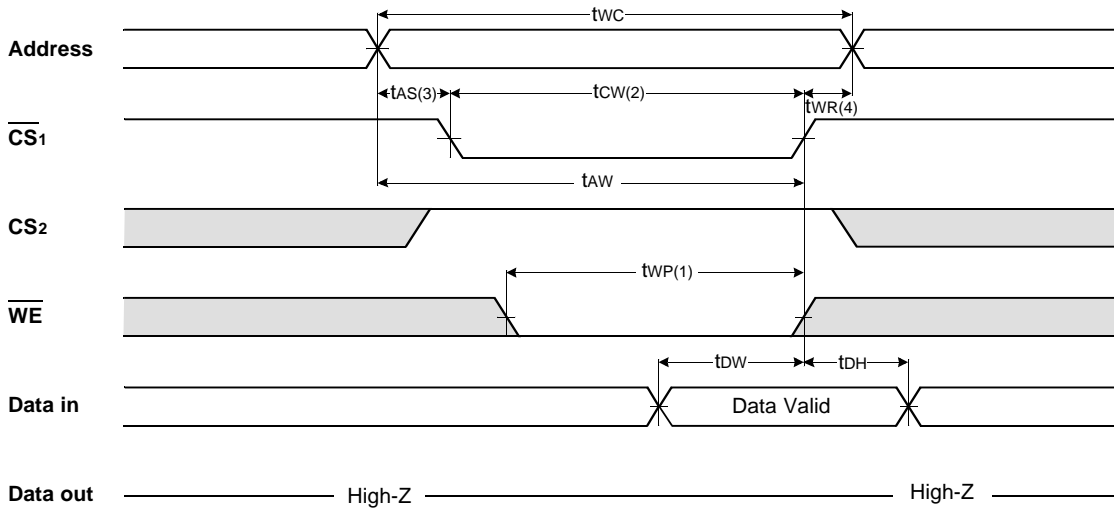 tWC
Address
tAS(3)
tCW(2)
tWR(4)
CS1
tAW
CS2
tWP(1)
WE
tDW
tDH
Data in
Data Valid
Data out
High-Z
High-Z